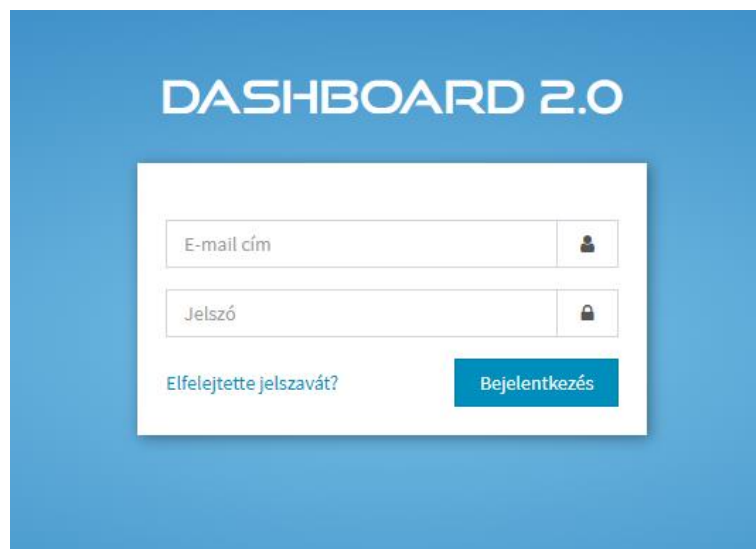 DASHBOARD 2.0
E-mail cím
Jelszó
Elfelejtette jelszavát?
Bejelentkezés